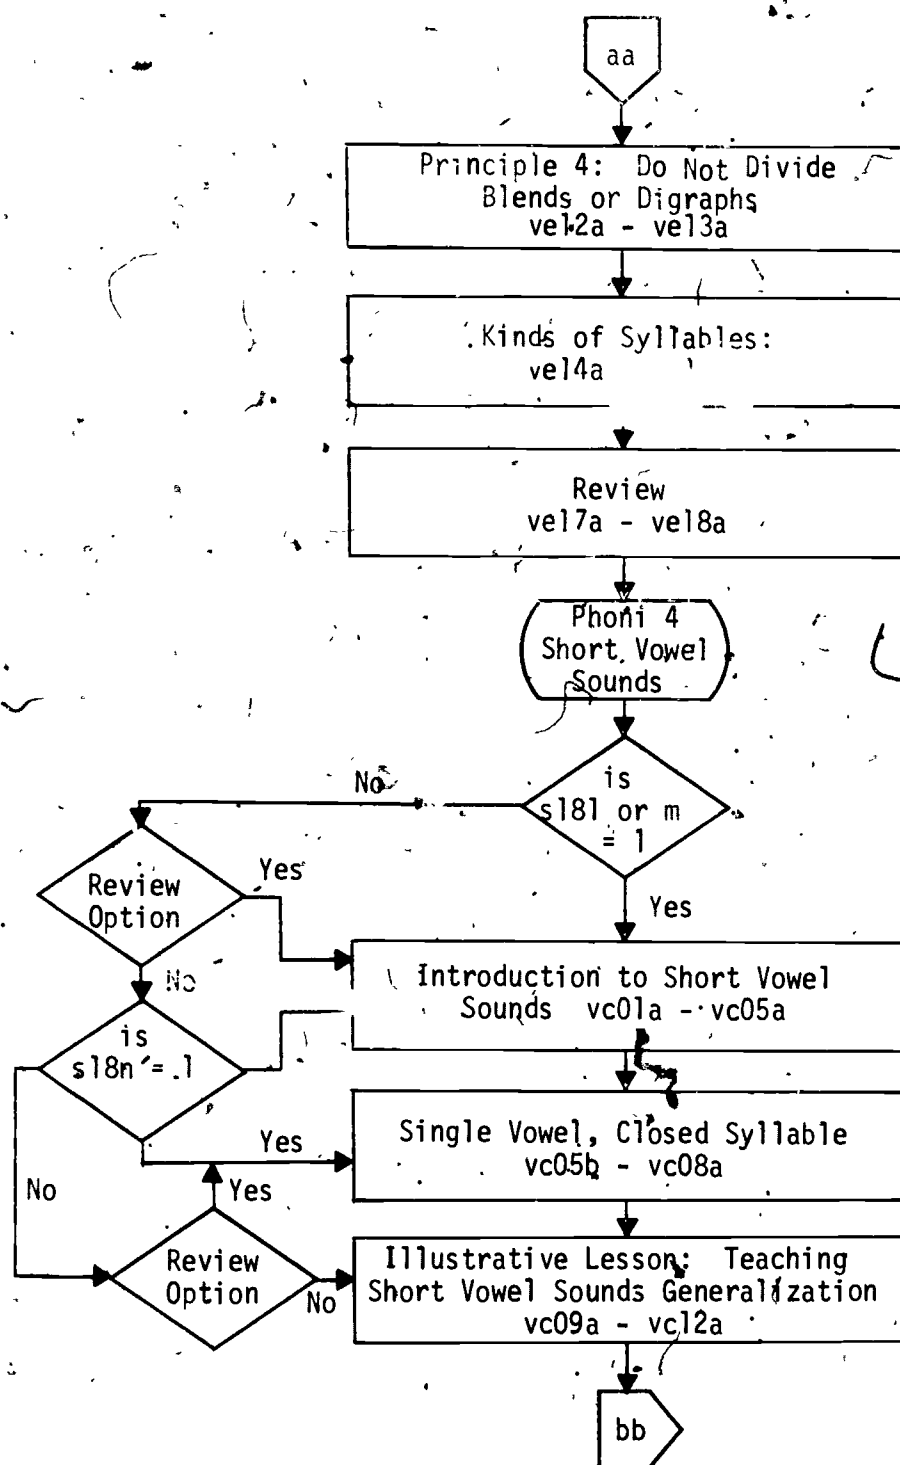 aa
Principle 4: Do Not Divide
Blends or Digraphs
ve12a - ve13a
Kinds of Syllables:
ve14a
Review
ve17a - ve18a
Phoni 4
Short Vowel
Sounds
is
s18l or m
= 1
No
Yes
Review
Option
Yes
No
Introduction to Short Vowel
Sounds vc01a - vc05a
is
s18n = 1
Single Vowel, Closed Syllable
vc05b - vc08a
Yes
No
Yes
Review
Option
No
Illustrative Lesson: Teaching
Short Vowel Sounds Generalization
vc09a - vc12a
bb